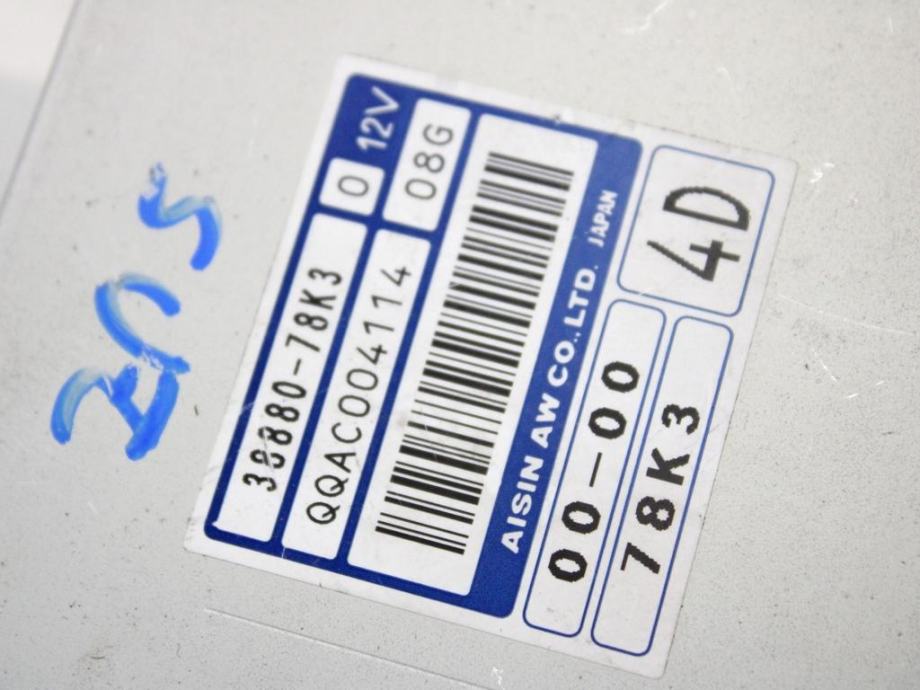 38880-78K3 0 12V
QQAC004114 08G
AISIN AW CO.,LTD. JAPAN
00-00 4D
78K3